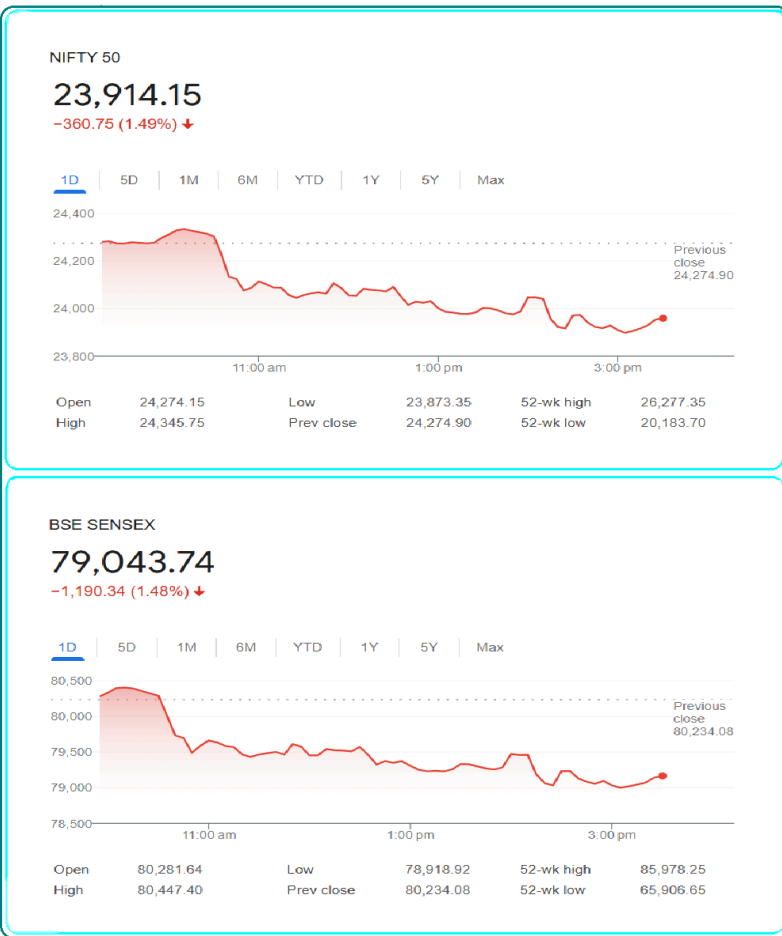 NIFTY 50
23,914.15
−360.75 (1.49%) ↓
1D 5D 1M 6M YTD 1Y 5Y Max
24,400
24,200
24,000
23,800
Previous
close
24,274.90
11:00 am 1:00 pm 3:00 pm
Open 24,274.15 Low 23,873.35 52-wk high 26,277.35
High 24,345.75 Prev close 24,274.90 52-wk low 20,183.70
BSE SENSEX
79,043.74
−1,190.34 (1.48%) ↓
1D 5D 1M 6M YTD 1Y 5Y Max
80,500
80,000
79,500
79,000
78,500
Previous
close
80,234.08
11:00 am 1:00 pm 3:00 pm
Open 80,281.64 Low 78,918.92 52-wk high 85,978.25
High 80,447.40 Prev close 80,234.08 52-wk low 65,906.65